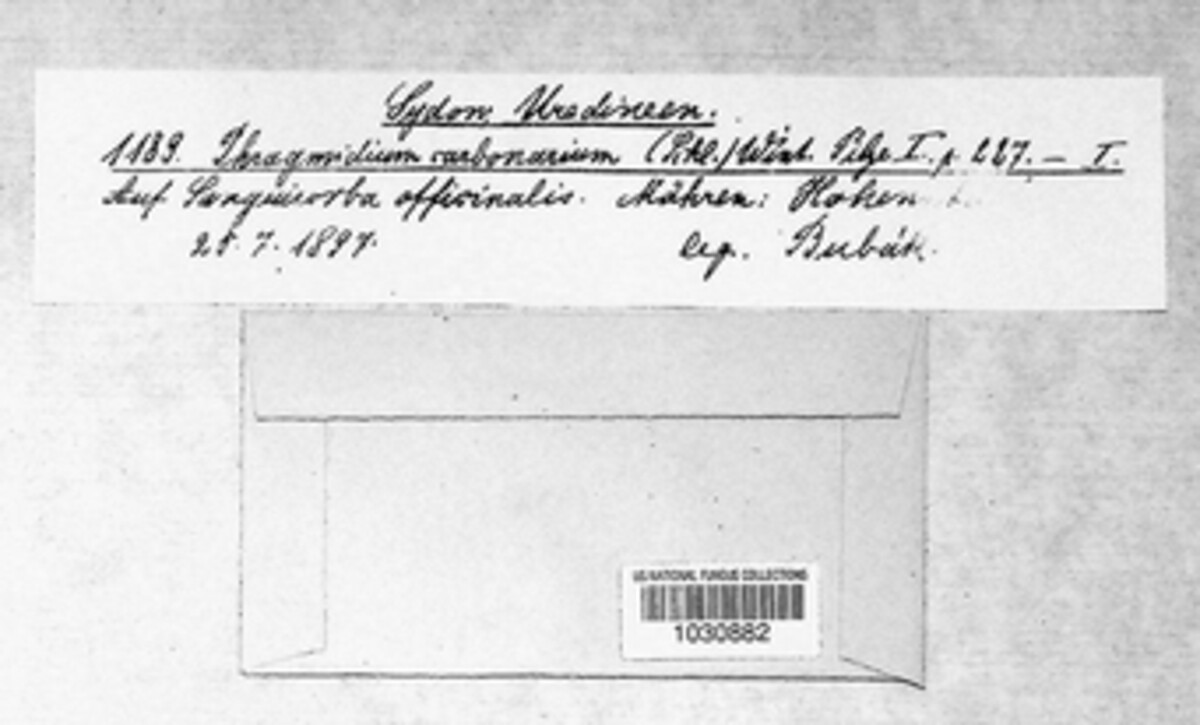 Sydow, Uredineen.
1139. Phragmidium carbonarium (Schl.) Wint. Pilze I. p. 227. — I.
Auf Sanguisorba officinalis. Mähren: Hohen
25. 7. 1897. leg. Bubák.
US NATIONAL FUNGUS COLLECTIONS
1030882